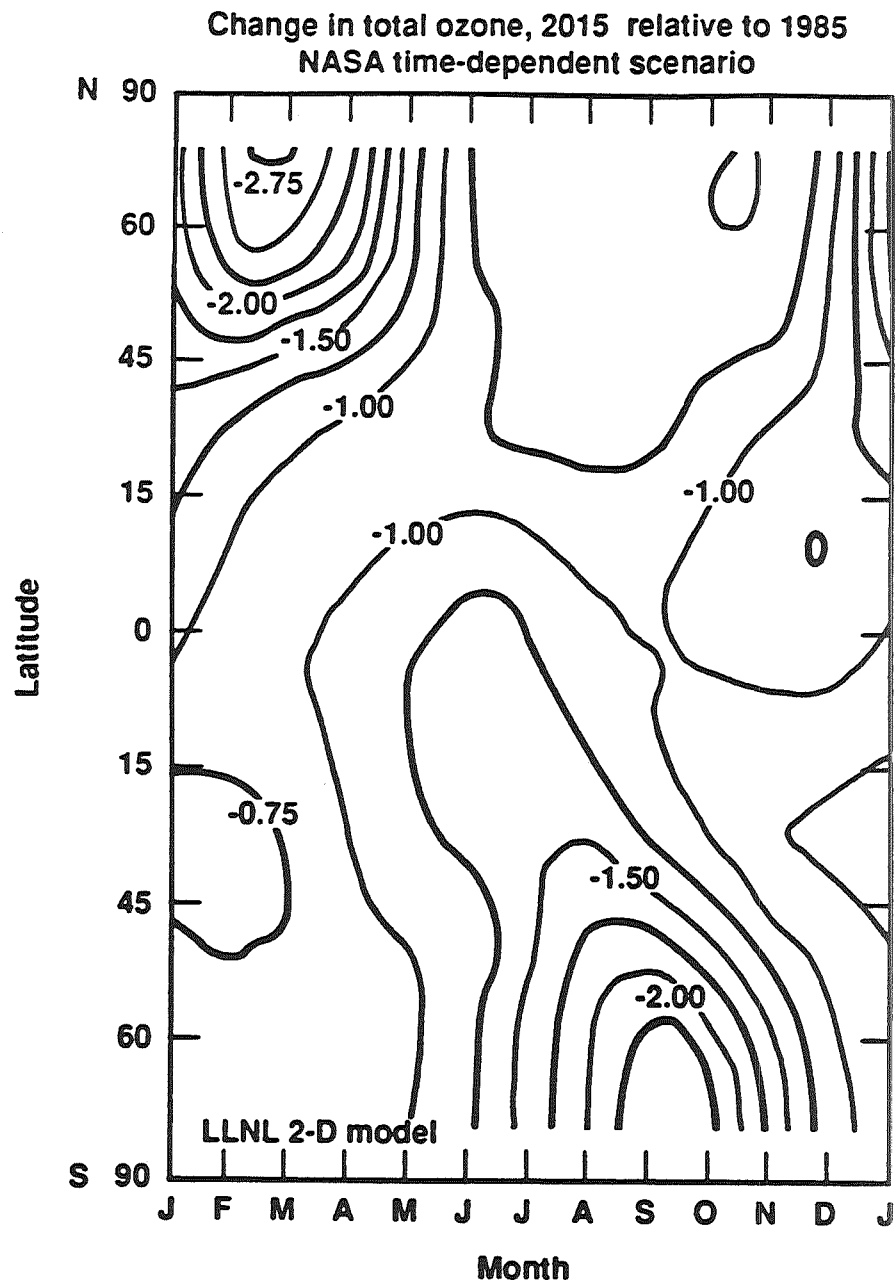 Change in total ozone, 2015 relative to 1985
NASA time-dependent scenario
N 90
-2.75
60
-2.00
-1.50
45
-1.00
15
-1.00
-1.00
0
Latitude
15
-0.75
-1.50
45
-2.00
60
LLNL 2-D model
S 90
J F M A M J J A S O N D J
Month